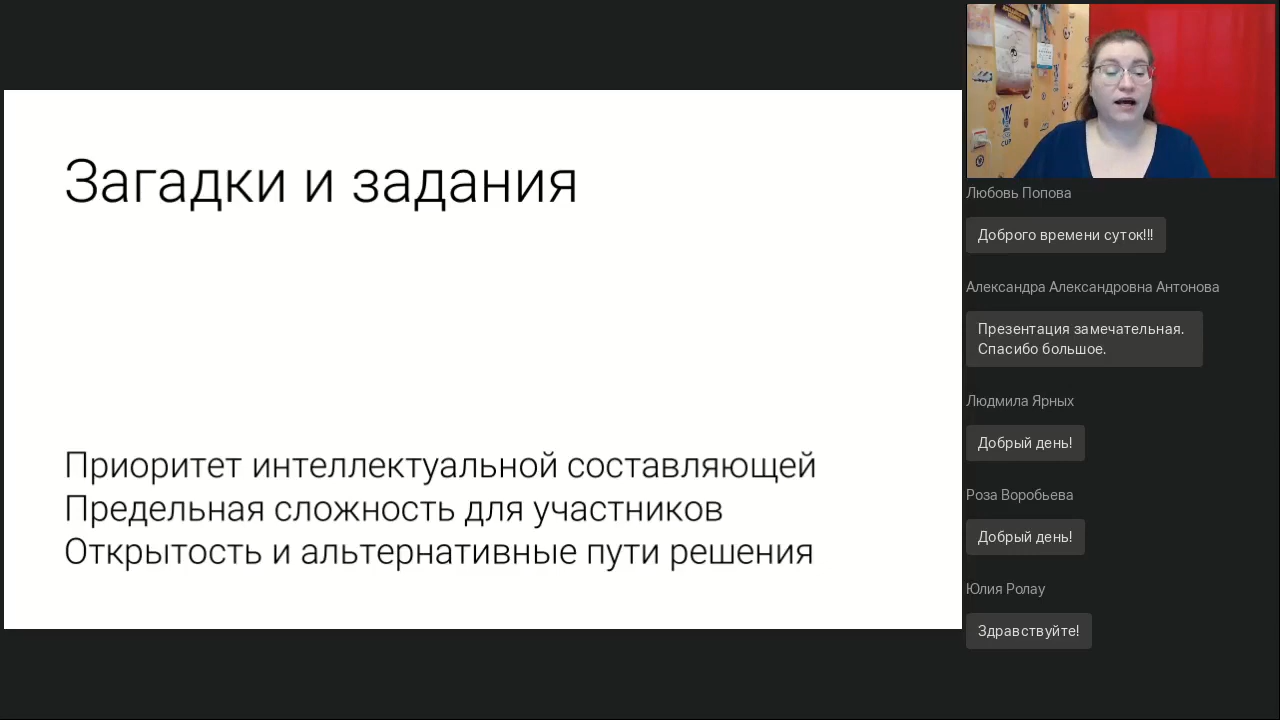 Загадки и задания
Приоритет интеллектуальной составляющей
Предельная сложность для участников
Открытость и альтернативные пути решения
Любовь Попова
Доброго времени суток!!!
Александра Александровна Антонова
Презентация замечательная.
Спасибо большое.
Людмила Ярных
Добрый день!
Роза Воробьева
Добрый день!
Юлия Ролау
Здравствуйте!